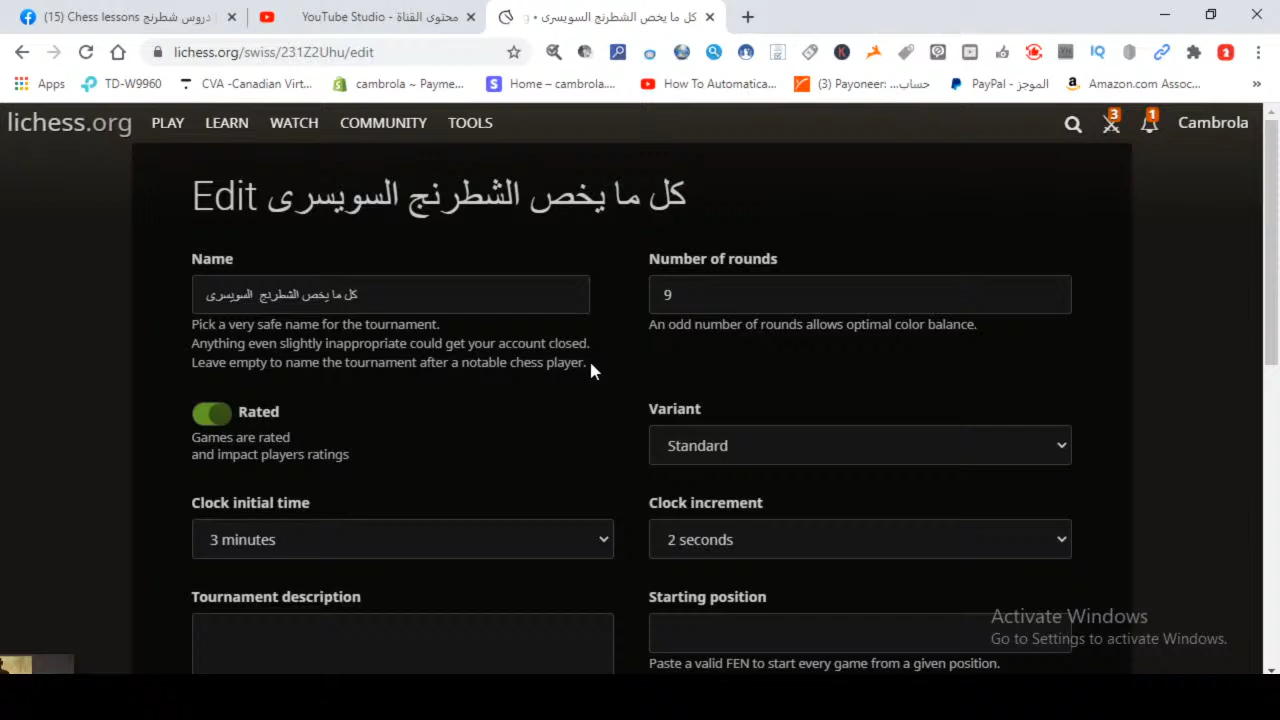 (15) Chess lessons دروس شطرنج
YouTube Studio - محتوى القناة
كل ما يخص الشطرنج السويسرى •
lichess.org/swiss/231Z2Uhu/edit
Apps
TD-W9960
CVA -Canadian Virt...
cambrola ~ Payme...
Home – cambrola....
How To Automatica...
(3) Payoneer: حساب...
PayPal - الموجز
Amazon.com Assoc...
»
lichess.org
PLAY
LEARN
WATCH
COMMUNITY
TOOLS
3
1
Cambrola
Edit كل ما يخص الشطرنج السويسرى
Name
Number of rounds
كل ما يخص الشطرنج السويسرى
9
Pick a very safe name for the tournament.
An odd number of rounds allows optimal color balance.
Anything even slightly inappropriate could get your account closed.
Leave empty to name the tournament after a notable chess player.
Rated
Variant
Games are rated
and impact players ratings
Standard
Clock initial time
Clock increment
3 minutes
2 seconds
Tournament description
Starting position
Activate Windows
Go to Settings to activate Windows.
Paste a valid FEN to start every game from a given position.